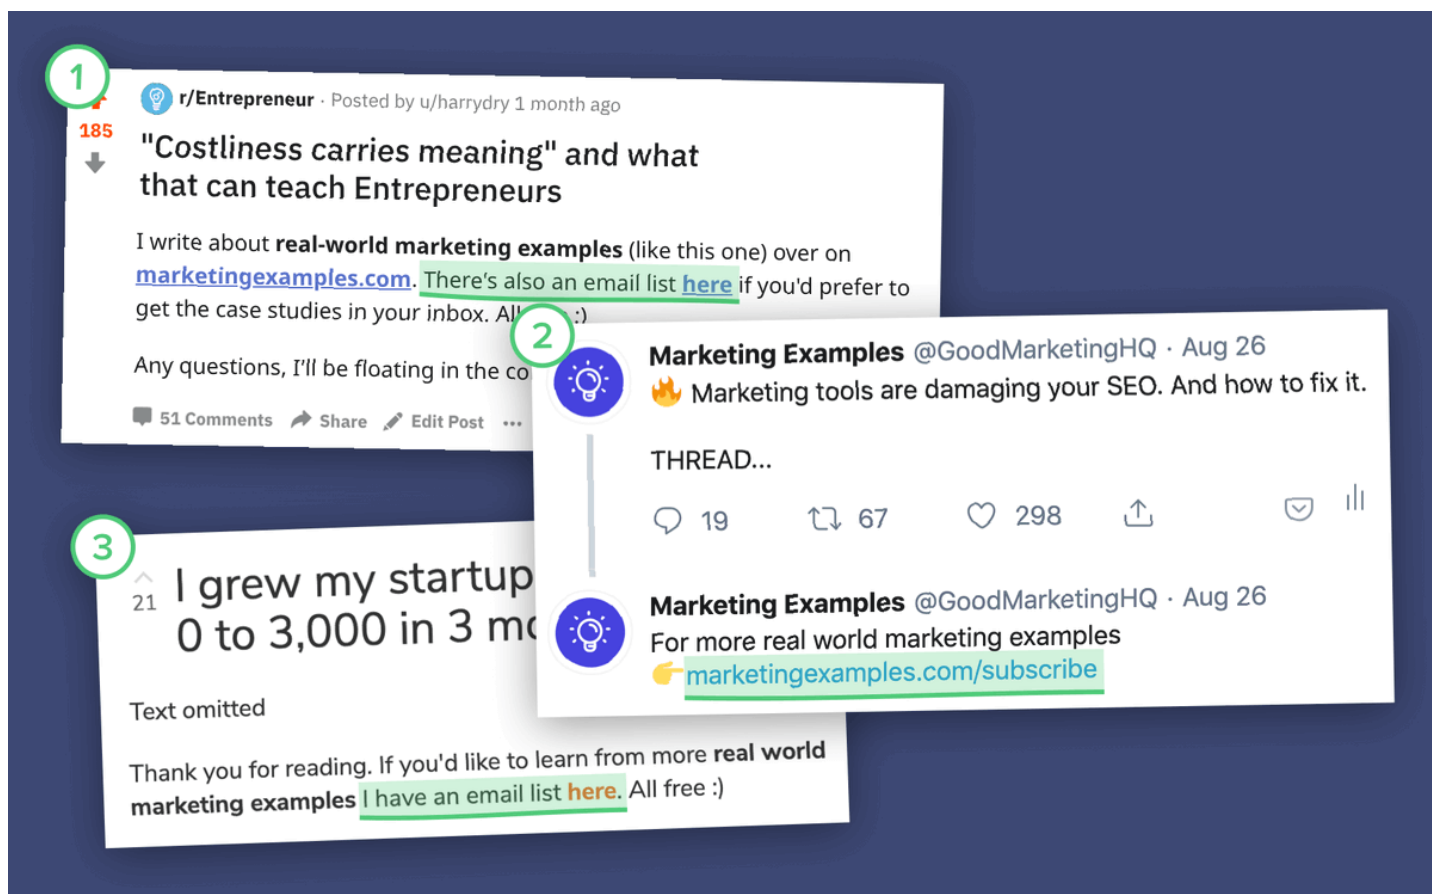 1
r/Entrepreneur · Posted by u/harrydry 1 month ago
185
"Costliness carries meaning" and what
that can teach Entrepreneurs
I write about real-world marketing examples (like this one) over on
marketingexamples.com. There's also an email list here if you'd prefer to
get the case studies in your inbox. All :)
Any questions, I'll be floating in the co
51 Comments Share Edit Post ...
2
Marketing Examples @GoodMarketingHQ · Aug 26
🔥 Marketing tools are damaging your SEO. And how to fix it.
THREAD...
19 67 298
Marketing Examples @GoodMarketingHQ · Aug 26
For more real world marketing examples
👉 marketingexamples.com/subscribe
3
21
I grew my startup
0 to 3,000 in 3 mo
Text omitted
Thank you for reading. If you'd like to learn from more real world
marketing examples I have an email list here. All free :)